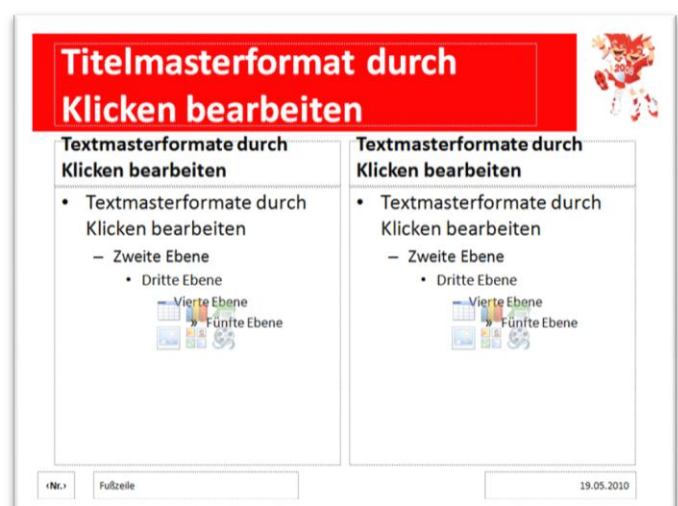 Titelmasterformat durch
Klicken bearbeiten
Textmasterformate durch
Klicken bearbeiten
• Textmasterformate durch
Klicken bearbeiten
– Zweite Ebene
• Dritte Ebene
– Vierte Ebene
» Fünfte Ebene
Textmasterformate durch
Klicken bearbeiten
• Textmasterformate durch
Klicken bearbeiten
– Zweite Ebene
• Dritte Ebene
– Vierte Ebene
» Fünfte Ebene
‹Nr.›
Fußzeile
19.05.2010